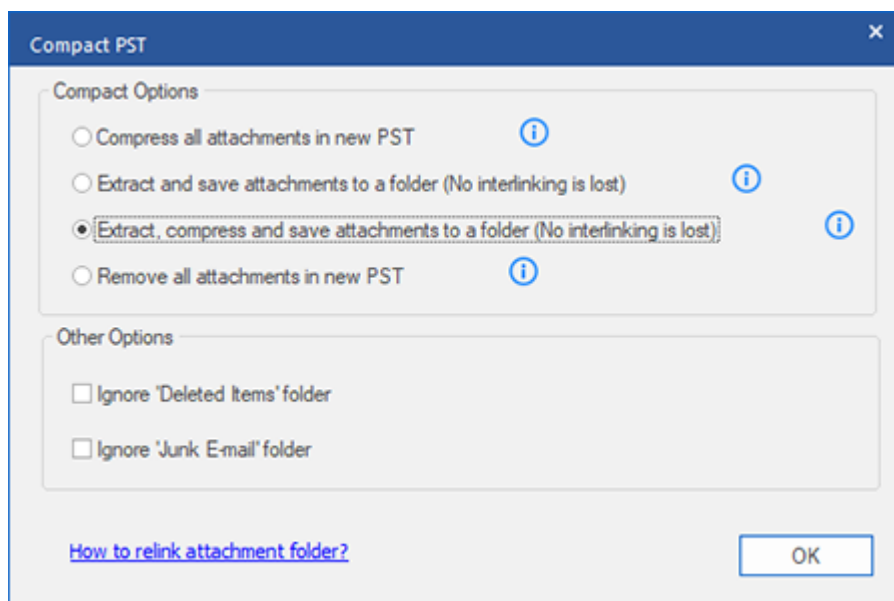 Compact PST
Compact Options
Compress all attachments in new PST
Extract and save attachments to a folder (No interlinking is lost)
Extract, compress and save attachments to a folder (No interlinking is lost)
Remove all attachments in new PST
Other Options
Ignore 'Deleted Items' folder
Ignore 'Junk E-mail' folder
How to relink attachment folder?
OK